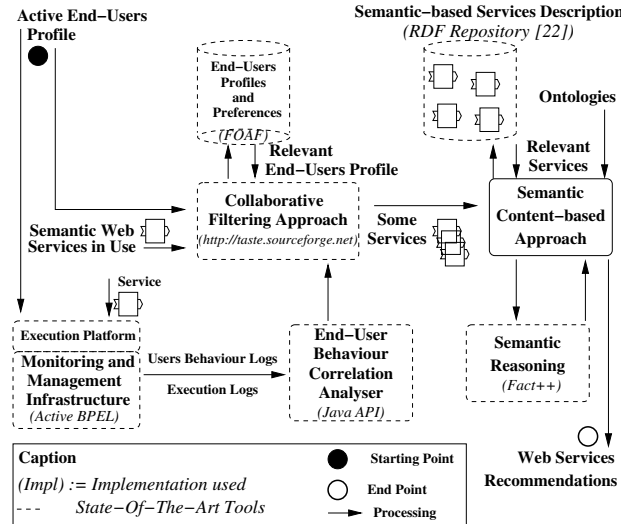 Active End−Users
Profile
Semantic−based Services Description
(RDF Repository [22])
End−Users
Profiles
and
Preferences
(FOAF)
Ontologies
Relevant
End−Users Profile
Relevant
Services
Collaborative
Filtering Approach
(http://taste.sourceforge.net)
Semantic Web
Services in Use
Some
Services
Semantic
Content−based
Approach
Service
Execution Platform
Monitoring and
Management
Infrastructure
(Active BPEL)
Users Behaviour Logs
Execution Logs
End−User
Behaviour
Correlation
Analyser
(Java API)
Semantic
Reasoning
(Fact++)
Web Services
Recommendations
Caption
(Impl) := Implementation used
--- State−Of−The−Art Tools
Starting Point
End Point
Processing